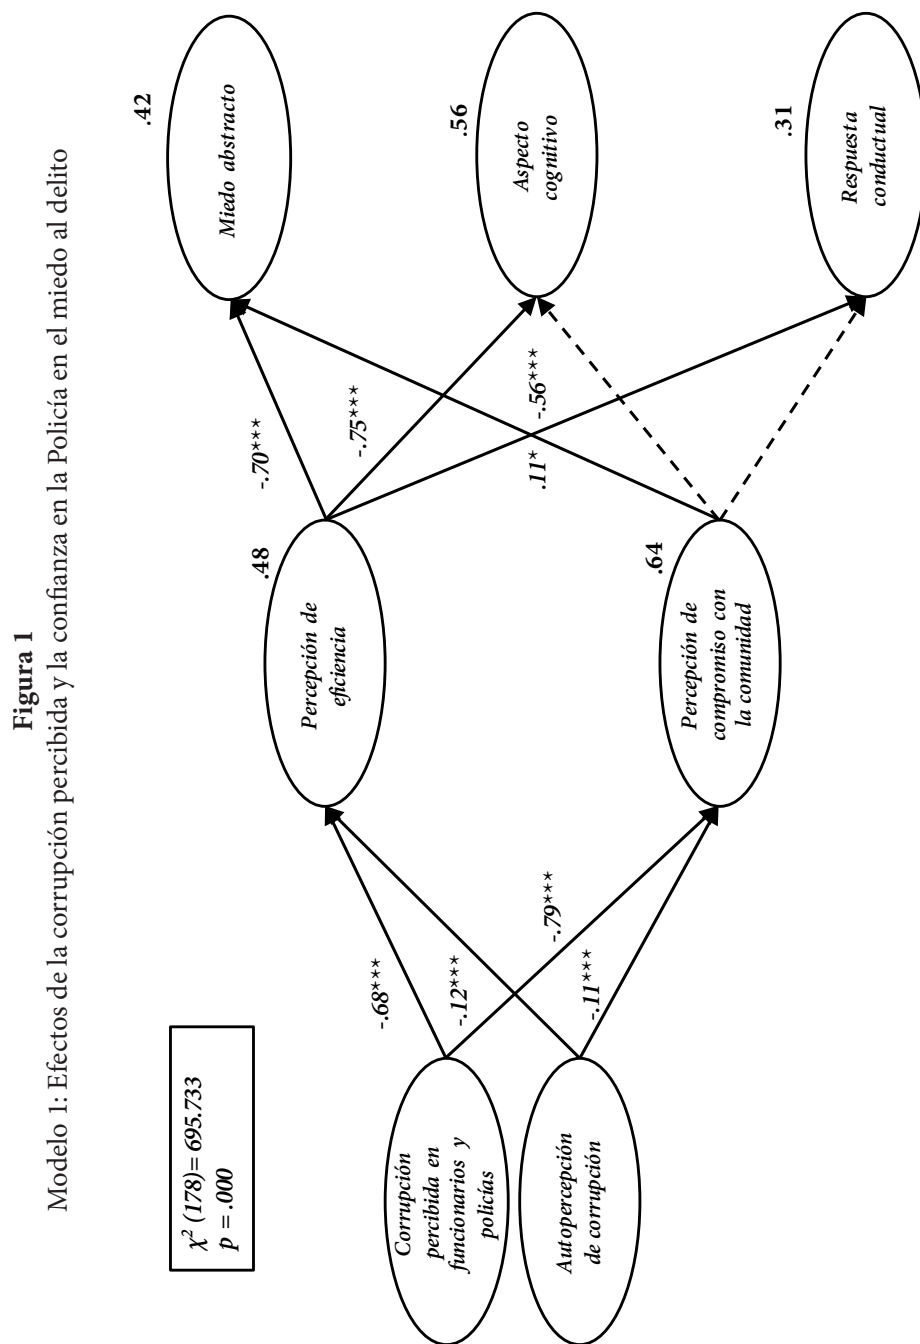 Figura 1
Modelo 1: Efectos de la corrupción percibida y la confianza en la Policía en el miedo al delito
χ² (178)= 695.733
p = .000
Corrupción
percibida en
funcionarios y
policías
Autopercepción
de corrupción
-.68***
-.12***
-.79***
-.11***
Percepción de
eficiencia
.48
Percepción de
compromiso con
la comunidad
.64
-.70***
-.75***
-.56***
.11*
Miedo abstracto
.42
Aspecto
cognitivo
.56
Respuesta
conductual
.31